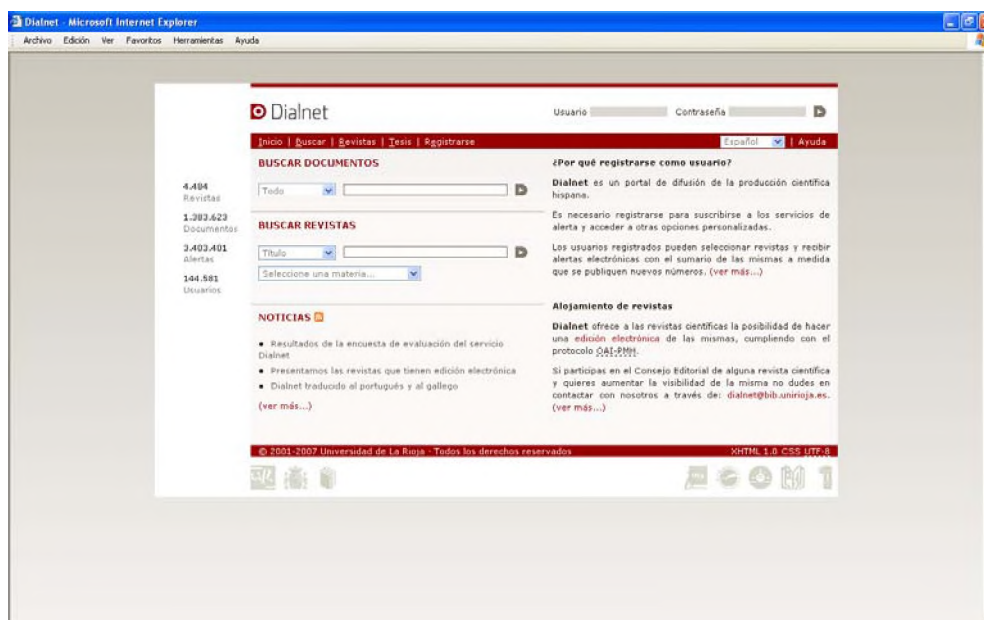 Dialnet - Microsoft Internet Explorer
Archivo Edición Ver Favoritos Herramientas Ayuda
Dialnet
Usuario Contraseña
Inicio | Buscar | Revistas | Tesis | Registrarse
Español | Ayuda
4.484
Revistas
1.383.623
Documentos
3.403.401
Alertas
144.581
Usuarios
BUSCAR DOCUMENTOS
Todo
BUSCAR REVISTAS
Título
Seleccione una materia...
NOTICIAS
Resultados de la encuesta de evaluación del servicio
Dialnet
Presentamos las revistas que tienen edición electrónica
Dialnet traducido al portugués y al gallego
(ver más...)
¿Por qué registrarse como usuario?
Dialnet es un portal de difusión de la producción científica
hispana.
Es necesario registrarse para suscribirse a los servicios de
alerta y acceder a otras opciones personalizadas.
Los usuarios registrados pueden seleccionar revistas y recibir
alertas electrónicas con el sumario de las mismas a medida
que se publiquen nuevos números. (ver más...)
Alojamiento de revistas
Dialnet ofrece a las revistas científicas la posibilidad de hacer
una edición electrónica de las mismas, cumpliendo con el
protocolo OAI-PMH.
Si participas en el Consejo Editorial de alguna revista científica
y quieres aumentar la visibilidad de la misma no dudes en
contactar con nosotros a través de: dialnet@bib.unirioja.es.
(ver más...)
© 2001-2007 Universidad de La Rioja · Todos los derechos reservados
XHTML 1.0 CSS UTF-8